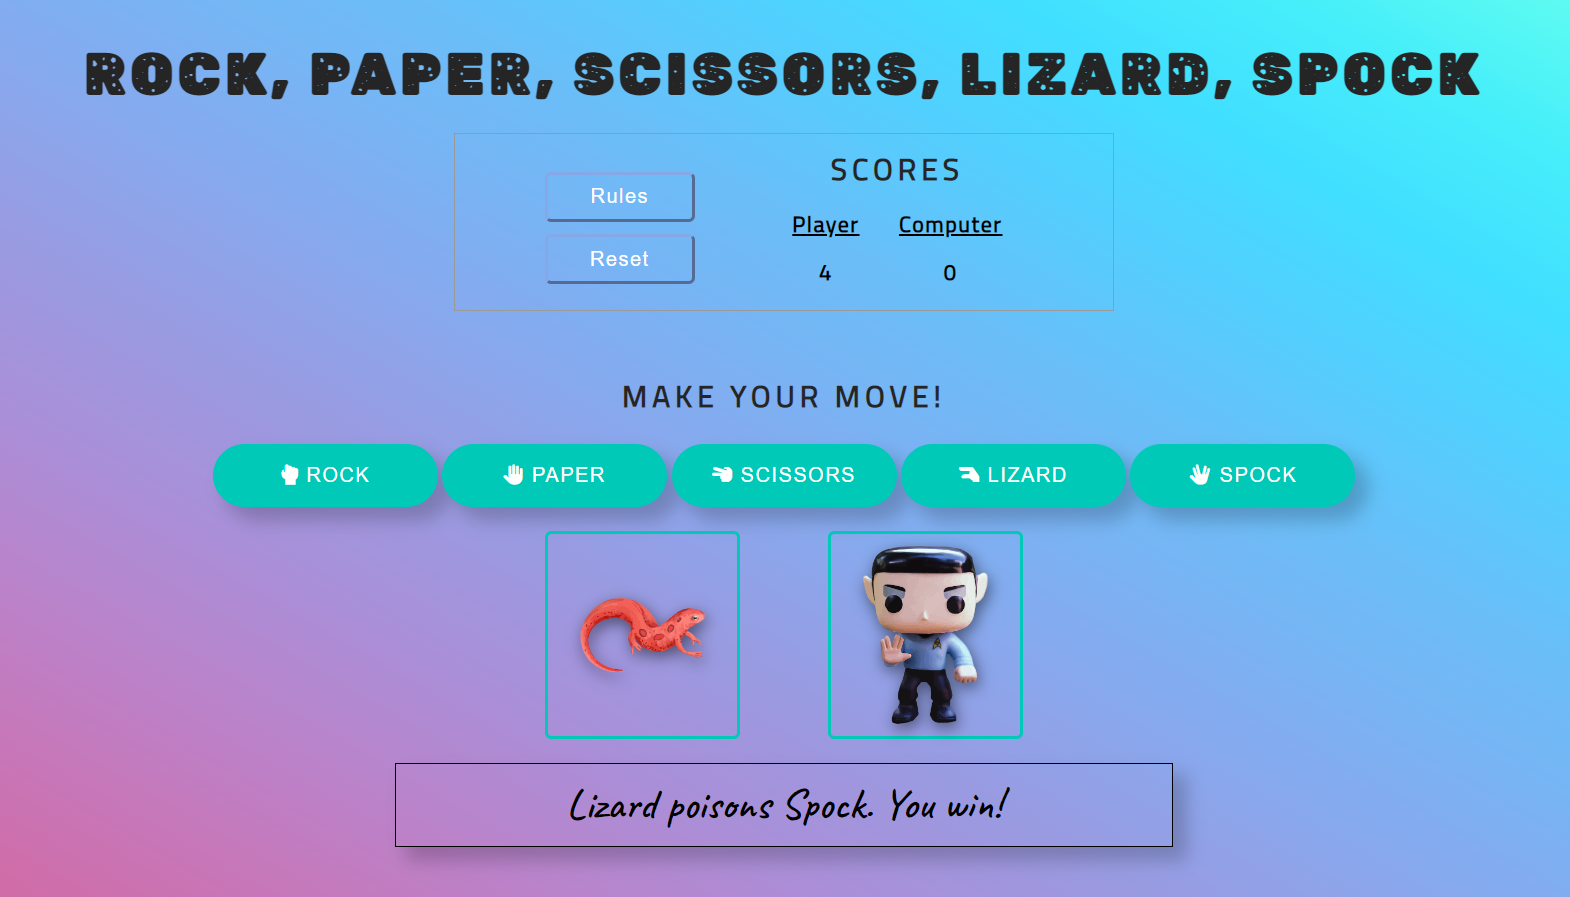 ROCK, PAPER, SCISSORS, LIZARD, SPOCK
Rules
Reset
SCORES
Player Computer
4 0
MAKE YOUR MOVE!
ROCK PAPER SCISSORS LIZARD SPOCK
Lizard poisons Spock. You win!